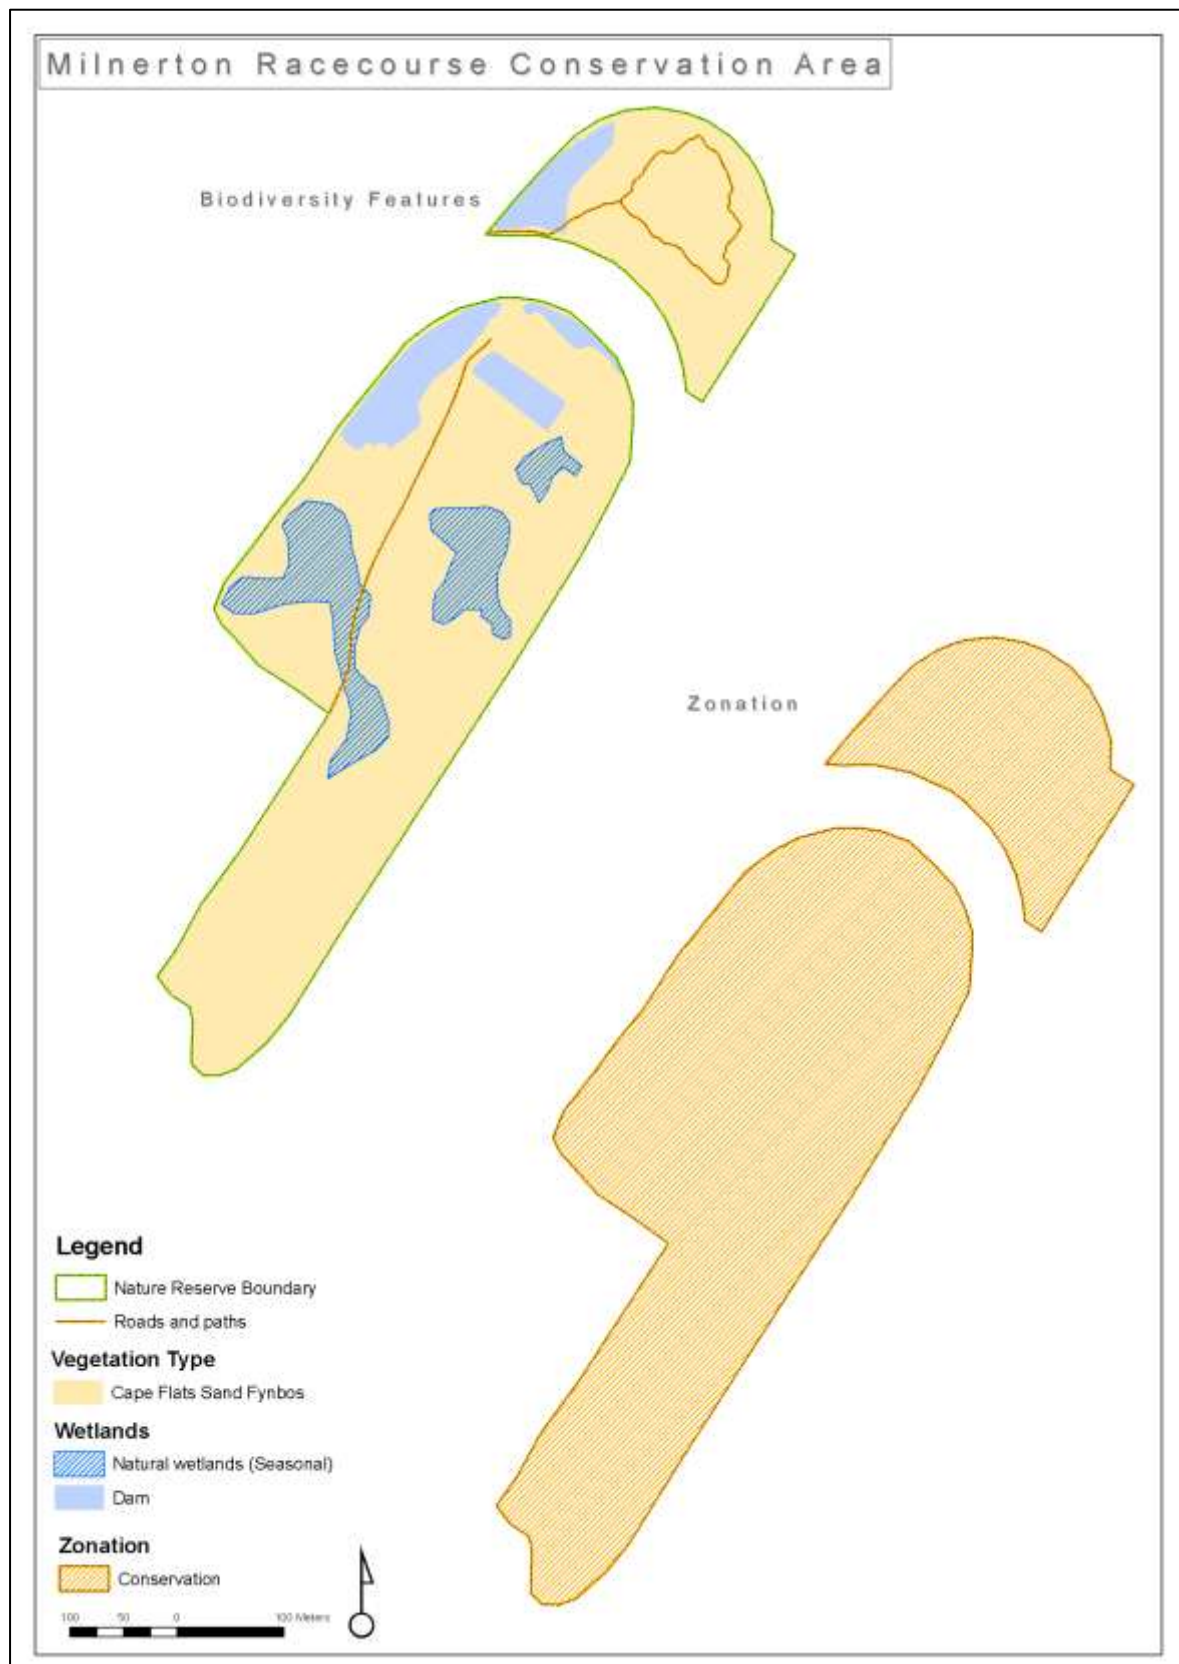 Milnerton Racecourse Conservation Area
Biodiversity Features
Zonation
Legend
Nature Reserve Boundary
Roads and paths
Vegetation Type
Cape Flats Sand Fynbos
Wetlands
Natural wetlands (Seasonal)
Dam
Zonation
Conservation
100 50 0 100 Meters